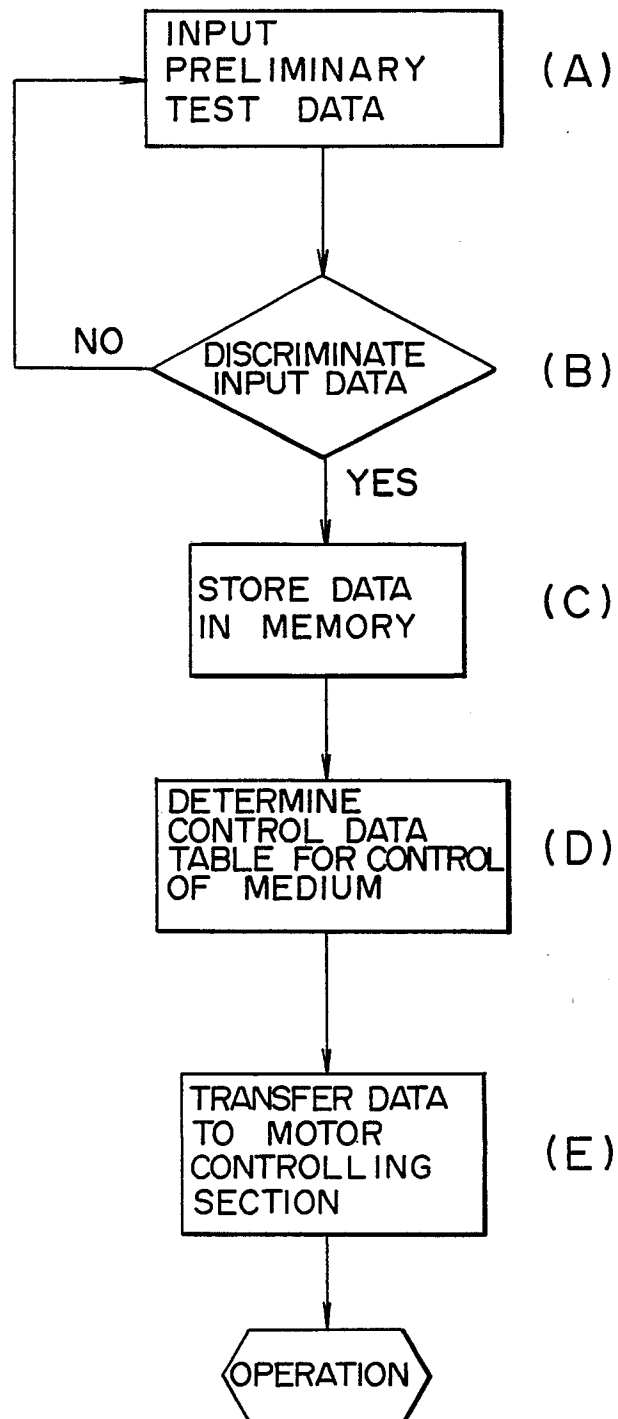 INPUT
PRELIMINARY
TEST DATA
(A)
NO
DISCRIMINATE
INPUT DATA
(B)
YES
STORE DATA
IN MEMORY
(C)
DETERMINE
CONTROL DATA
TABLE FOR CONTROL
OF MEDIUM
(D)
TRANSFER DATA
TO MOTOR
CONTROLLING
SECTION
(E)
OPERATION